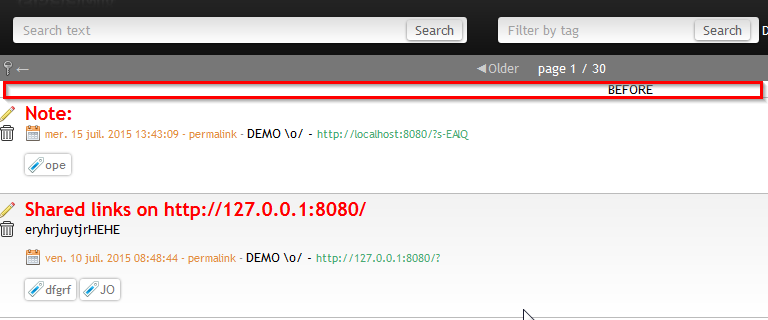 Search text Search Filter by tag Search D
← ◀Older page 1 / 30
BEFORE
Note:
mer. 15 juil. 2015 13:43:09 - permalink - DEMO \o/ - http://localhost:8080/?s-EAlQ
ope
Shared links on http://127.0.0.1:8080/
eryhrjuytjrHEHE
ven. 10 juil. 2015 08:48:44 - permalink - DEMO \o/ - http://127.0.0.1:8080/?
dfgrf JO